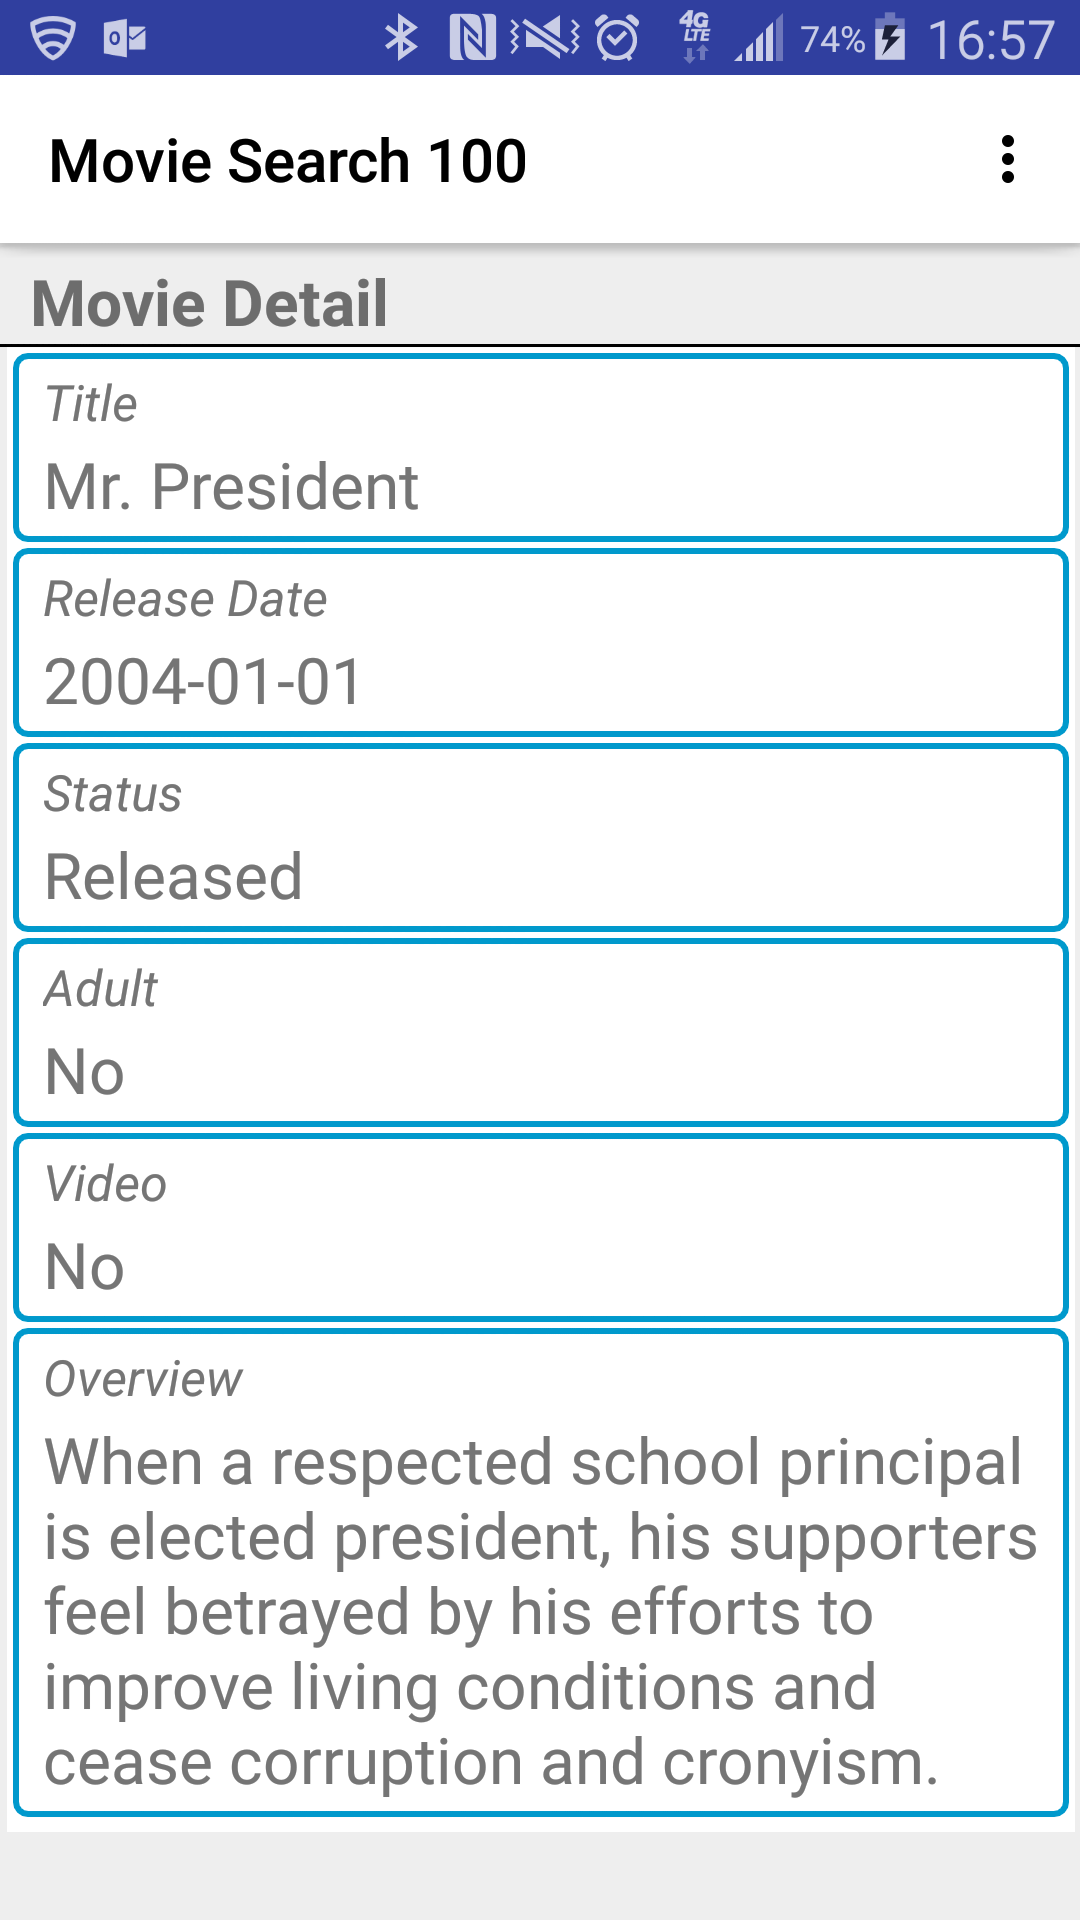 4G LTE 74% 16:57
Movie Search 100
Movie Detail
Title
Mr. President
Release Date
2004-01-01
Status
Released
Adult
No
Video
No
Overview
When a respected school principal
is elected president, his supporters
feel betrayed by his efforts to
improve living conditions and
cease corruption and cronyism.